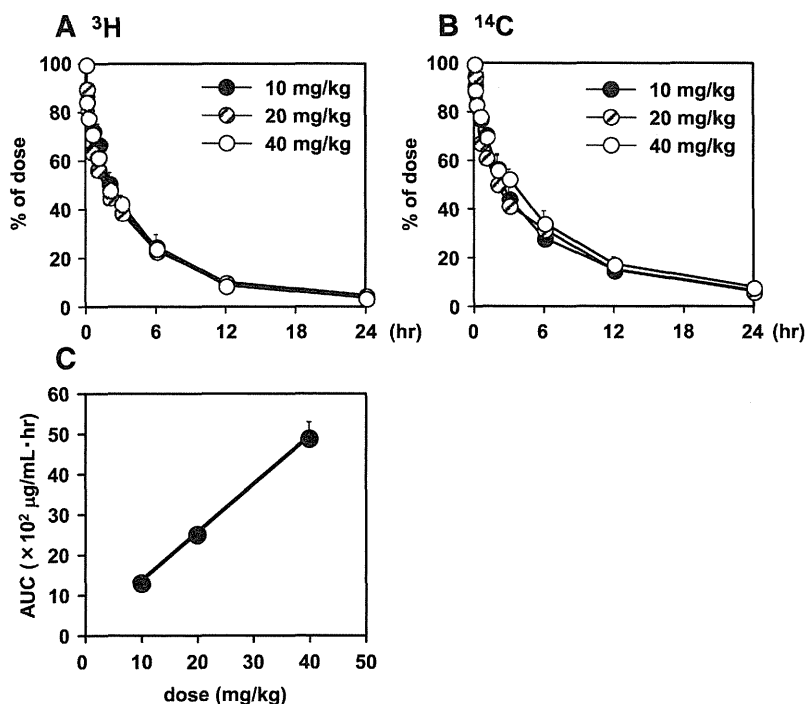 A ³H
B ¹⁴C
% of dose
100
80
60
40
20
0
10 mg/kg
20 mg/kg
40 mg/kg
0 6 12 18 24 (hr)
% of dose
100
80
60
40
20
0
10 mg/kg
20 mg/kg
40 mg/kg
0 6 12 18 24 (hr)
C
AUC (×10² μg/mL·hr)
60
50
40
30
20
10
0
0 10 20 30 40 50
dose (mg/kg)